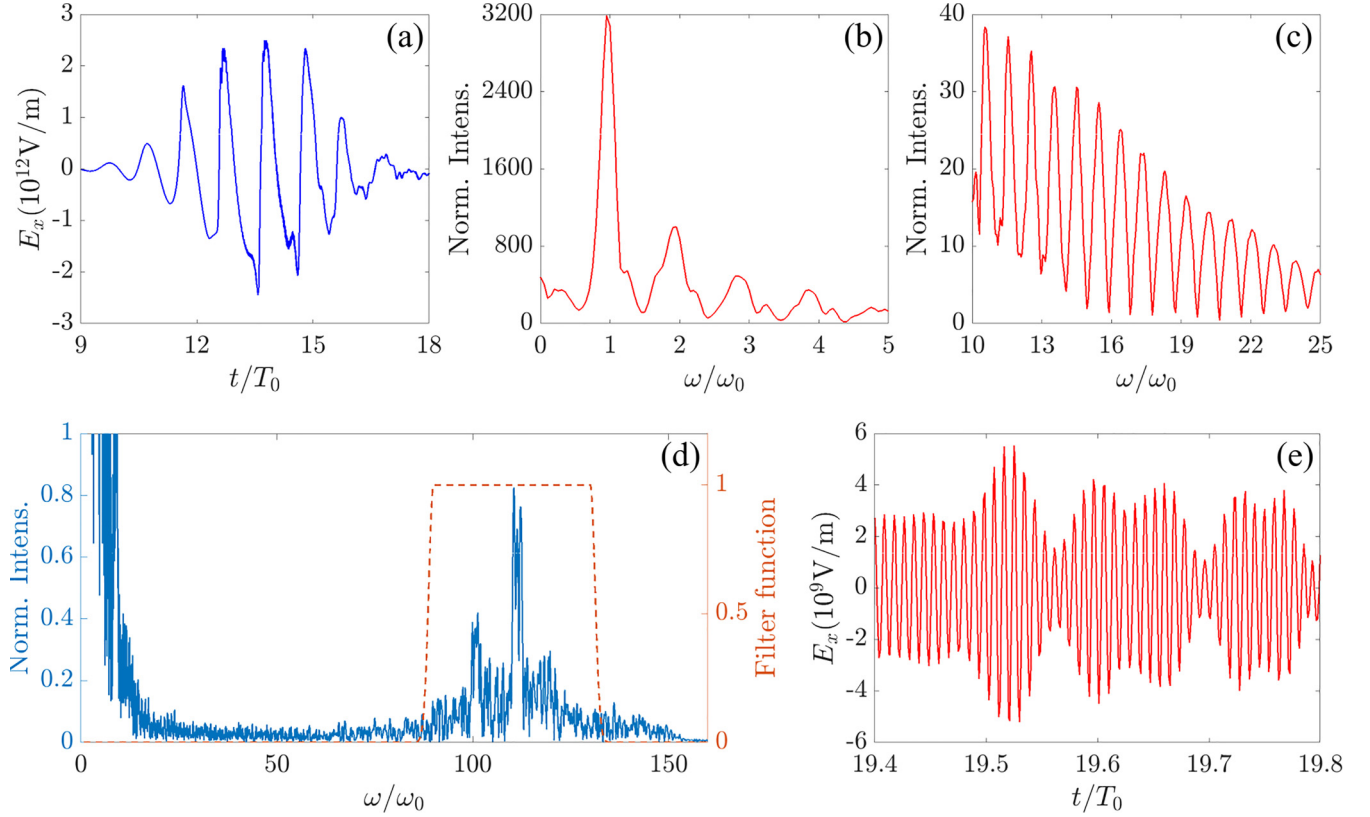 (a)
3
2
1
0
-1
-2
-3
E_x(10^12V/m)
9 12 15 18
t/T_0
(b)
3200
2400
1600
800
0
Norm. Intens.
0 1 2 3 4 5
ω/ω_0
(c)
40
30
20
10
0
Norm. Intens.
10 13 16 19 22 25
ω/ω_0
(d)
1
0.8
0.6
0.4
0.2
0
Norm. Intens.
1
0.5
0
Filter function
0 50 100 150
ω/ω_0
(e)
6
4
2
0
-2
-4
-6
E_x(10^9V/m)
19.4 19.5 19.6 19.7 19.8
t/T_0